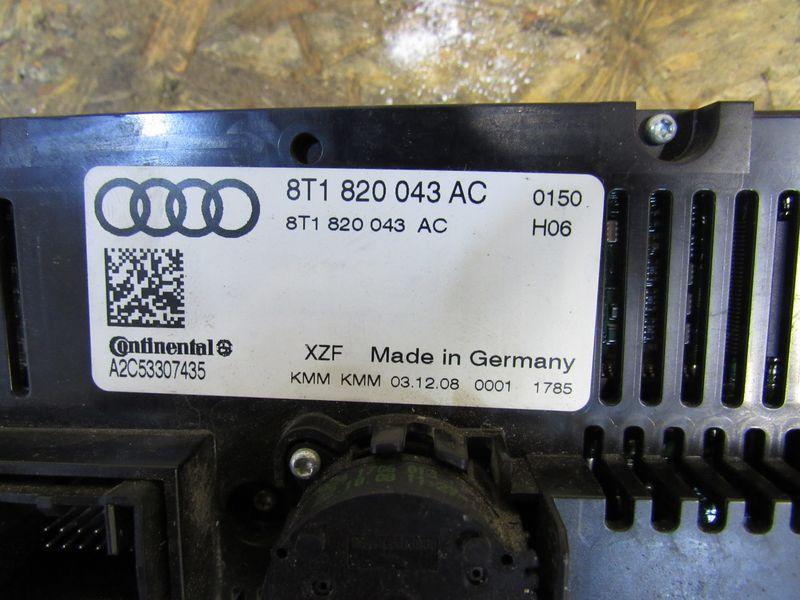 8T1 820 043 AC 0150
8T1 820 043 AC H06
Continental
A2C53307435
XZF Made in Germany
KMM KMM 03.12.08 0001 1785